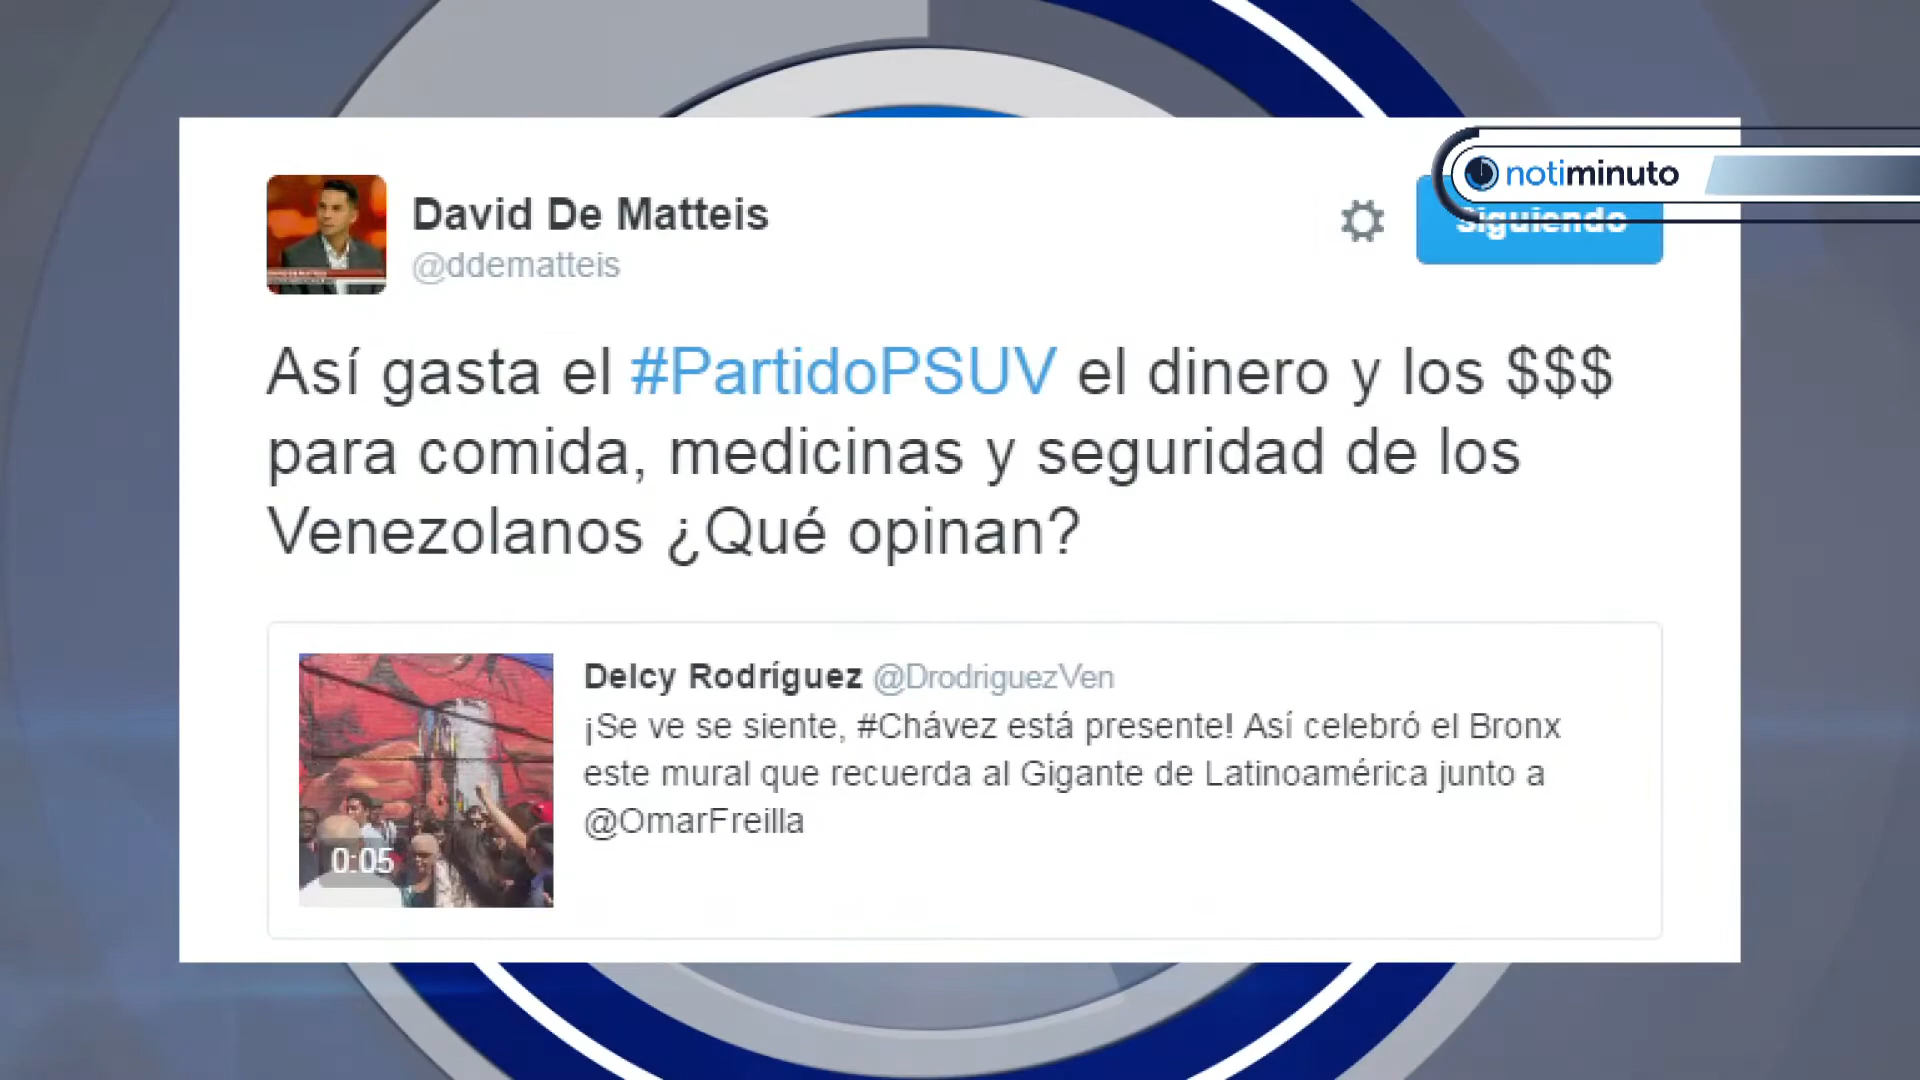 notiminuto
David De Matteis
@ddematteis
Siguiendo
Así gasta el #PartidoPSUV el dinero y los $$$
para comida, medicinas y seguridad de los
Venezolanos ¿Qué opinan?
Delcy Rodríguez @DrodriguezVen
¡Se ve se siente, #Chávez está presente! Así celebró el Bronx
este mural que recuerda al Gigante de Latinoamérica junto a
@OmarFreilla
0:05